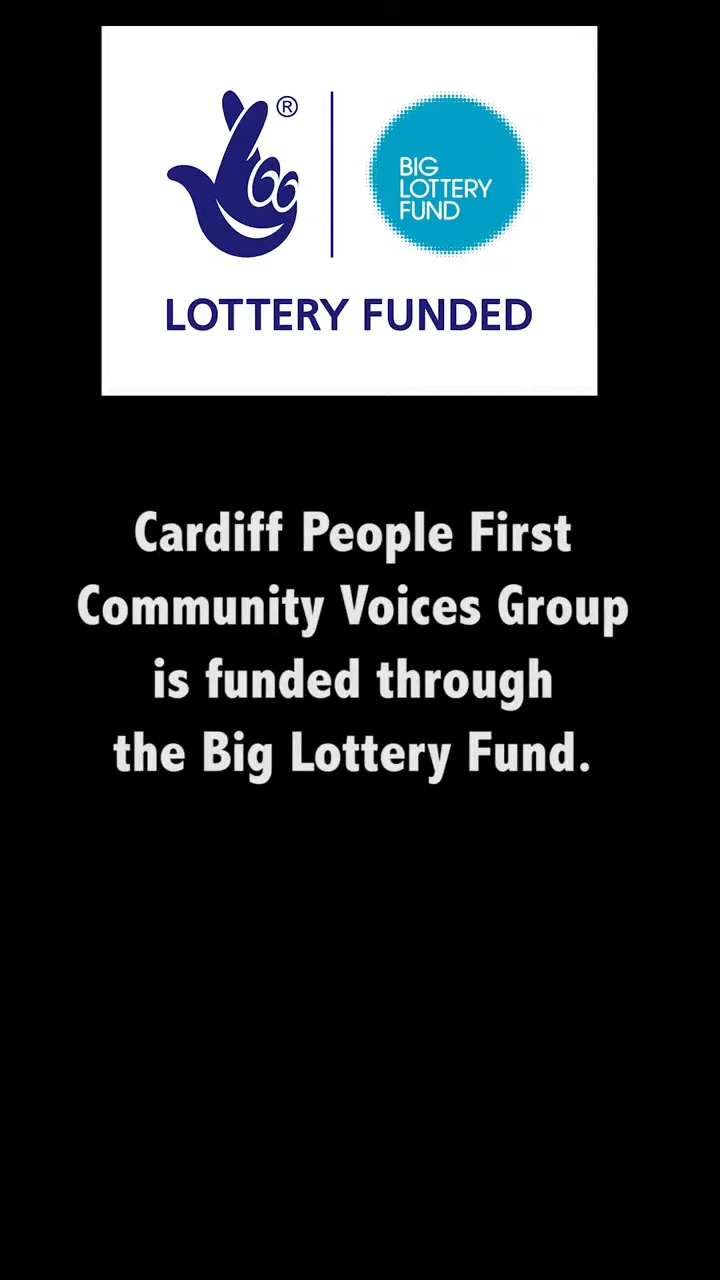 ®
BIG
LOTTERY
FUND
LOTTERY FUNDED
Cardiff People First
Community Voices Group
is funded through
the Big Lottery Fund.